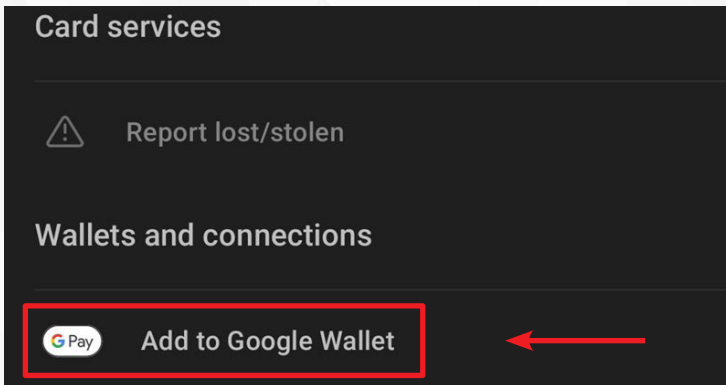 Card services
Report lost/stolen
Wallets and connections
G Pay Add to Google Wallet